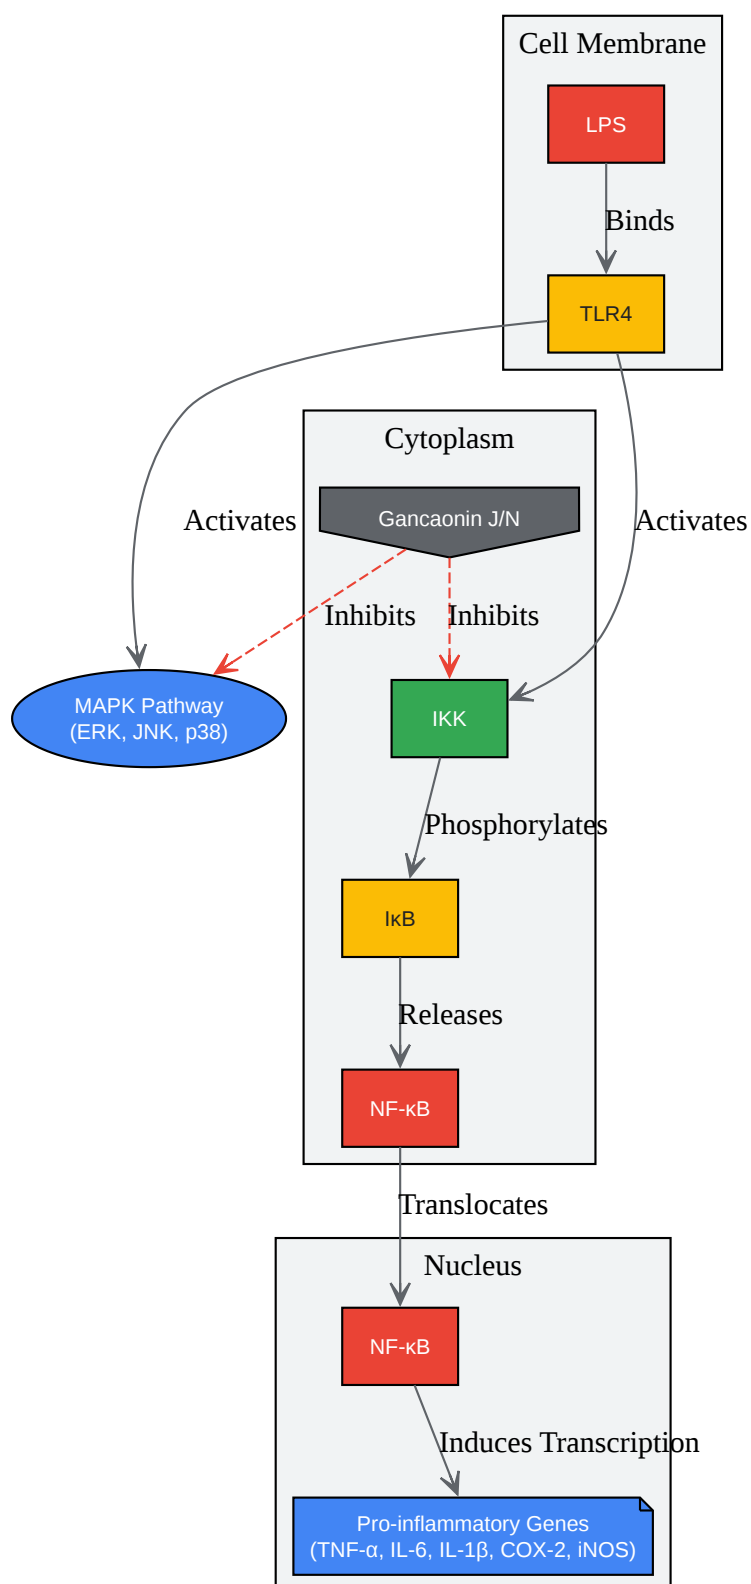 Cell Membrane
LPS
Binds
TLR4
Cytoplasm
Gancaonin J/N
Activates
Activates
Inhibits
Inhibits
MAPK Pathway
(ERK, JNK, p38)
IKK
Phosphorylates
IκB
Releases
NF-κB
Translocates
Nucleus
NF-κB
Induces Transcription
Pro-inflammatory Genes
(TNF-α, IL-6, IL-1β, COX-2, iNOS)